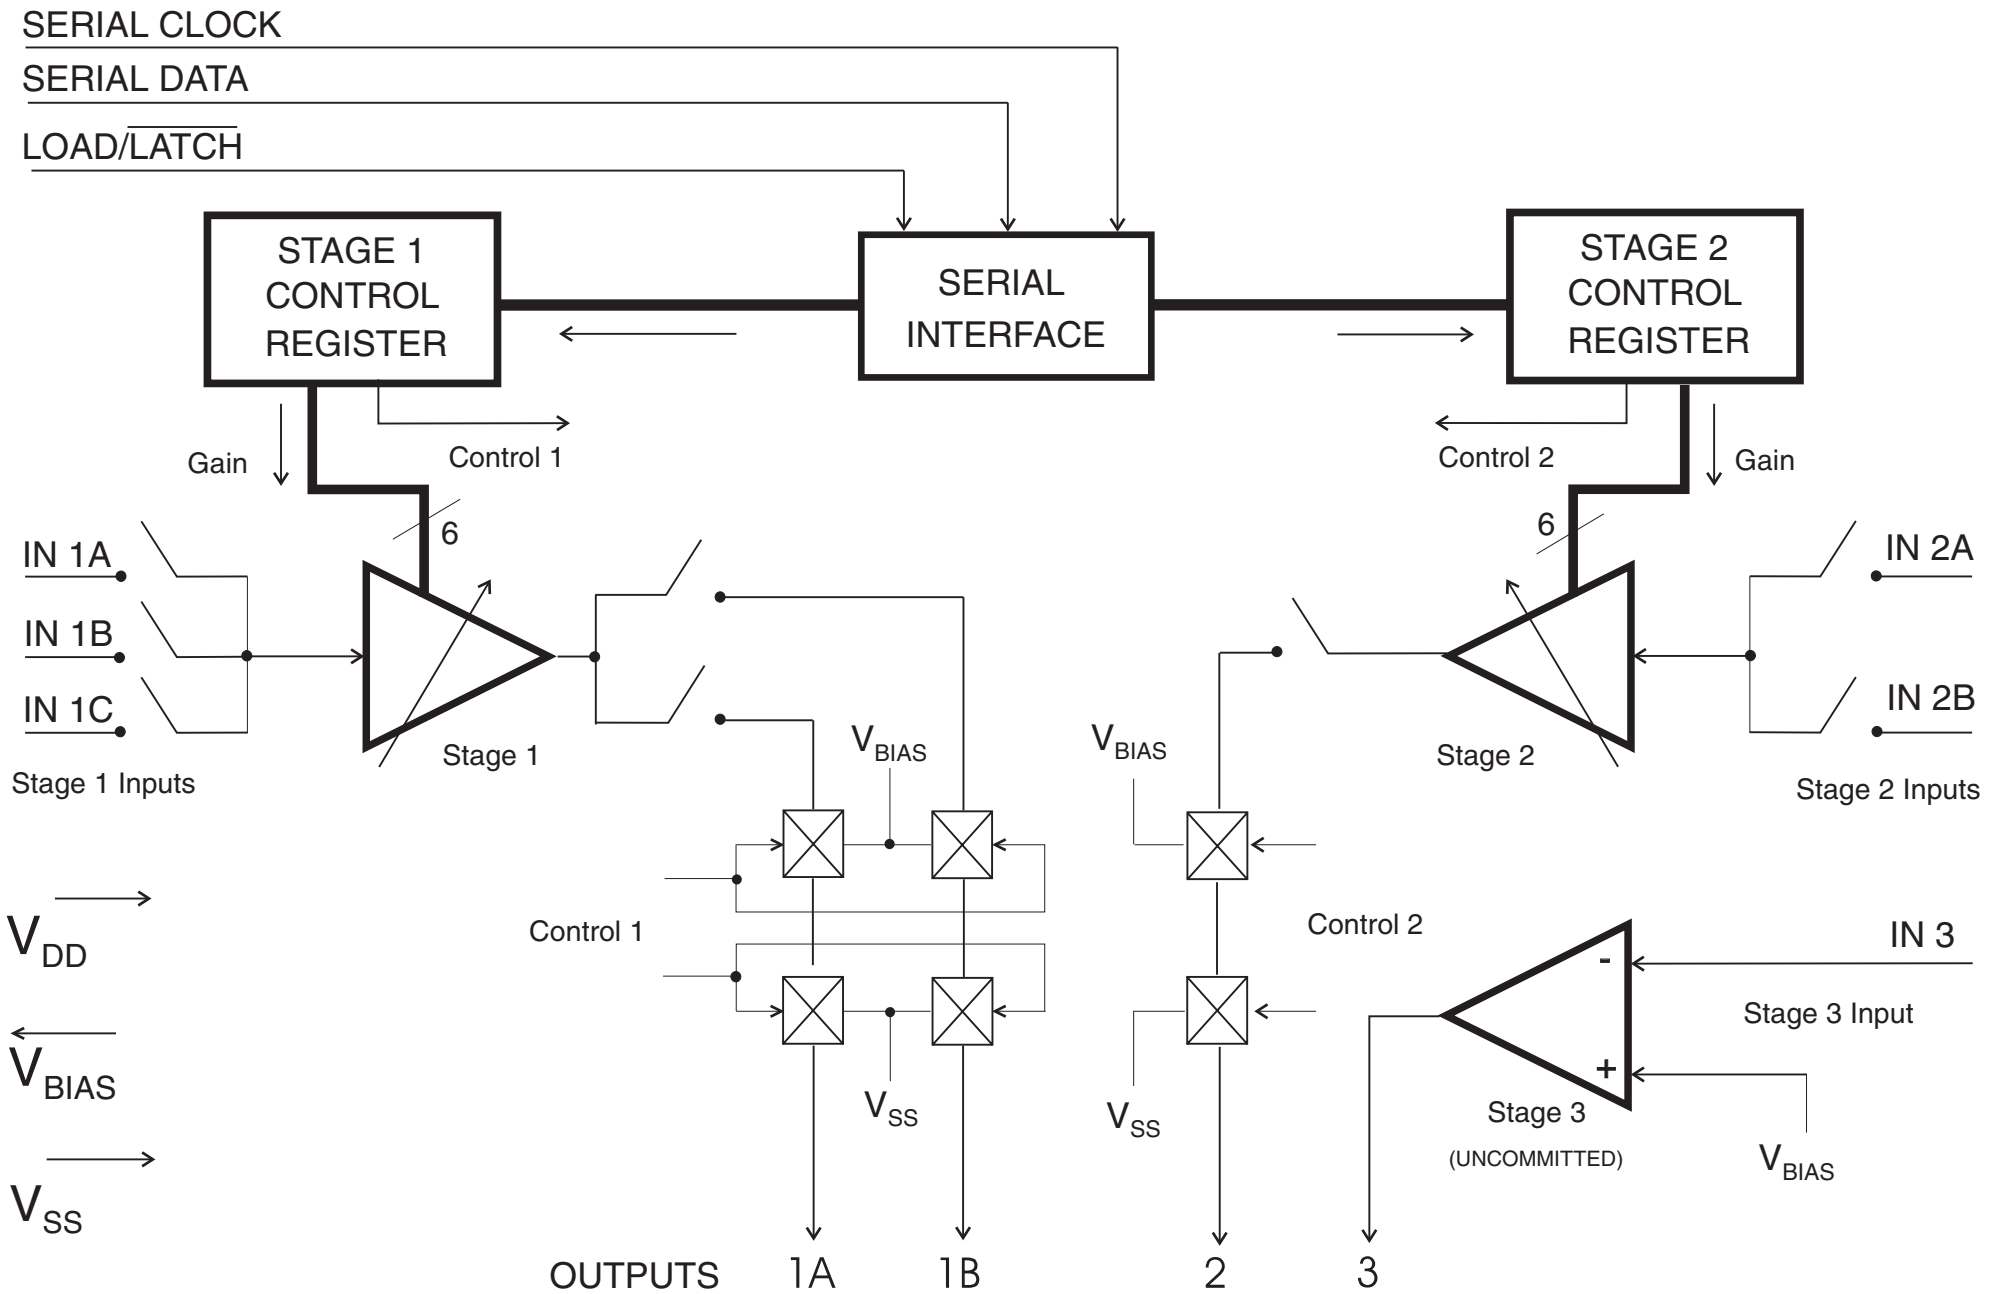 SERIAL CLOCK
SERIAL DATA
LOAD/LATCH
STAGE 1
CONTROL
REGISTER
SERIAL
INTERFACE
STAGE 2
CONTROL
REGISTER
Gain
Control 1
Control 2
Gain
6
6
IN 1A
IN 1B
IN 1C
Stage 1 Inputs
Stage 1
IN 2A
IN 2B
Stage 2
Stage 2 Inputs
VBIAS
VBIAS
Control 1
Control 2
VDD
VBIAS
VSS
VSS
VSS
IN 3
-
Stage 3 Input
+
Stage 3
(UNCOMMITTED)
VBIAS
OUTPUTS 1A 1B 2 3